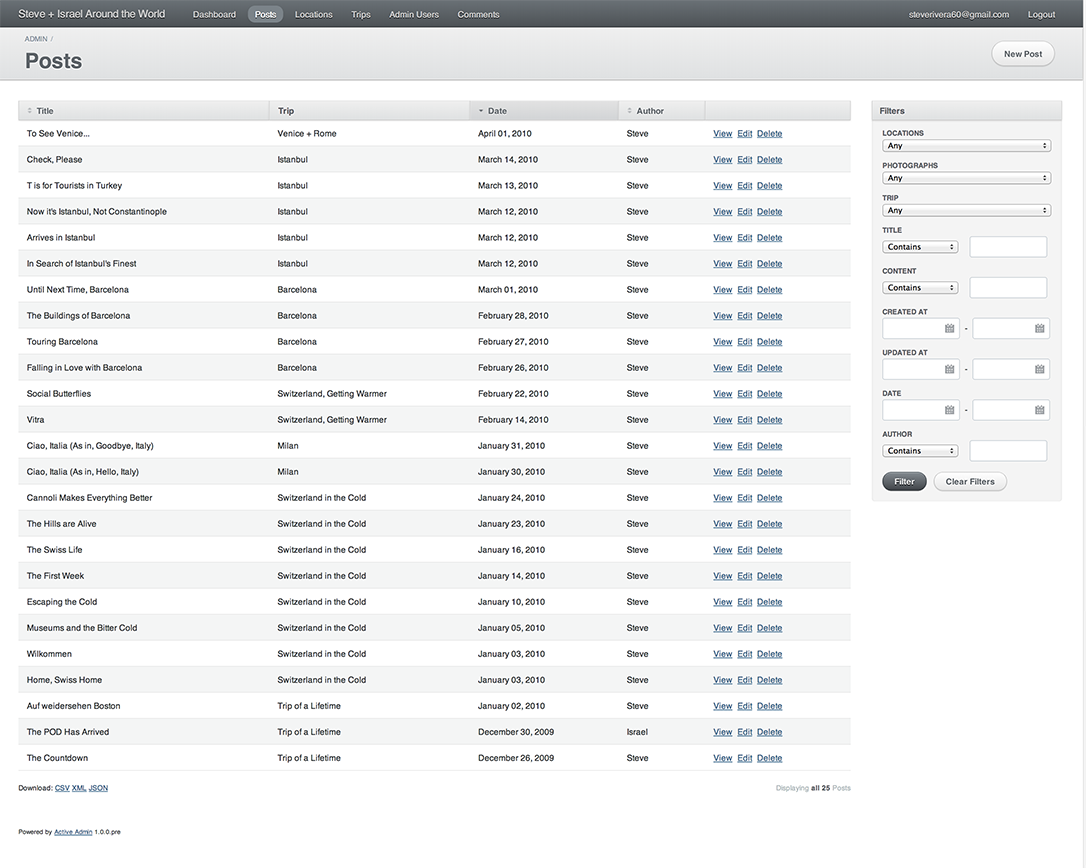 Steve + Israel Around the World Dashboard Posts Locations Trips Admin Users Comments steverivera60@gmail.com Logout
ADMIN /
Posts New Post
Title Trip Date Author
To See Venice... Venice + Rome April 01, 2010 Steve View Edit Delete
Check, Please Istanbul March 14, 2010 Steve View Edit Delete
T is for Tourists in Turkey Istanbul March 13, 2010 Steve View Edit Delete
Now it's Istanbul, Not Constantinople Istanbul March 12, 2010 Steve View Edit Delete
Arrives in Istanbul Istanbul March 12, 2010 Steve View Edit Delete
In Search of Istanbul's Finest Istanbul March 12, 2010 Steve View Edit Delete
Until Next Time, Barcelona Barcelona March 01, 2010 Steve View Edit Delete
The Buildings of Barcelona Barcelona February 28, 2010 Steve View Edit Delete
Touring Barcelona Barcelona February 27, 2010 Steve View Edit Delete
Falling in Love with Barcelona Barcelona February 26, 2010 Steve View Edit Delete
Social Butterflies Switzerland, Getting Warmer February 22, 2010 Steve View Edit Delete
Vitra Switzerland, Getting Warmer February 14, 2010 Steve View Edit Delete
Ciao, Italia (As in, Goodbye, Italy) Milan January 31, 2010 Steve View Edit Delete
Ciao, Italia (As in, Hello, Italy) Milan January 30, 2010 Steve View Edit Delete
Cannoli Makes Everything Better Switzerland in the Cold January 24, 2010 Steve View Edit Delete
The Hills are Alive Switzerland in the Cold January 23, 2010 Steve View Edit Delete
The Swiss Life Switzerland in the Cold January 16, 2010 Steve View Edit Delete
The First Week Switzerland in the Cold January 14, 2010 Steve View Edit Delete
Escaping the Cold Switzerland in the Cold January 10, 2010 Steve View Edit Delete
Museums and the Bitter Cold Switzerland in the Cold January 05, 2010 Steve View Edit Delete
Wilkommen Switzerland in the Cold January 03, 2010 Steve View Edit Delete
Home, Swiss Home Switzerland in the Cold January 03, 2010 Steve View Edit Delete
Auf weidersehen Boston Trip of a Lifetime January 02, 2010 Steve View Edit Delete
The POD Has Arrived Trip of a Lifetime December 30, 2009 Israel View Edit Delete
The Countdown Trip of a Lifetime December 26, 2009 Steve View Edit Delete
Download: CSV XML JSON Displaying all 25 Posts
Filters
LOCATIONS
Any
PHOTOGRAPHS
Any
TRIP
Any
TITLE
Contains
CONTENT
Contains
CREATED AT
-
UPDATED AT
-
DATE
-
AUTHOR
Contains
Filter Clear Filters
Powered by Active Admin 1.0.0.pre